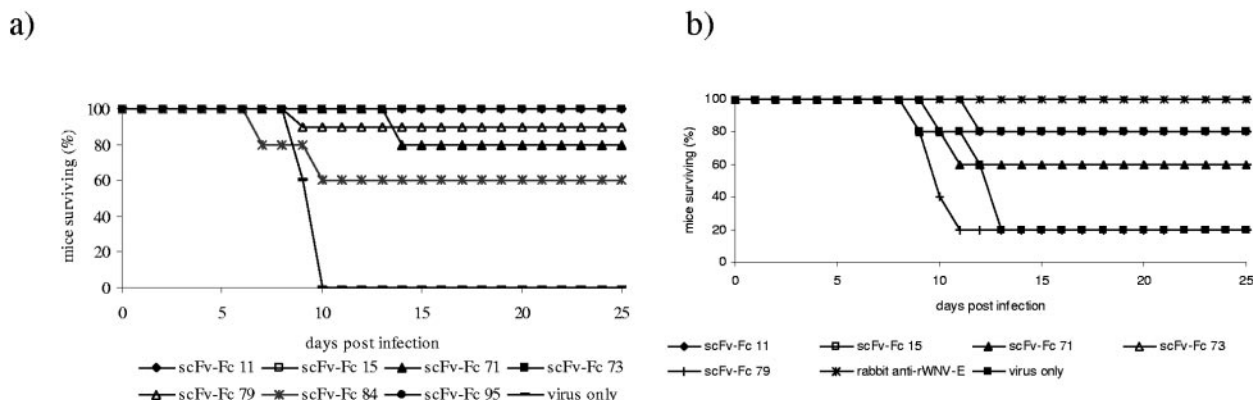 a)
mice surviving (%)
100
80
60
40
20
0
0 5 10 15 20 25
days post infection
scFv-Fc 11 scFv-Fc 15 scFv-Fc 71 scFv-Fc 73
scFv-Fc 79 scFv-Fc 84 scFv-Fc 95 virus only
b)
mice surviving (%)
100
80
60
40
20
0
0 5 10 15 20 25
days post infection
scFv-Fc 11 scFv-Fc 15 scFv-Fc 71 scFv-Fc 73
scFv-Fc 79 rabbit anti-rWNV-E virus only